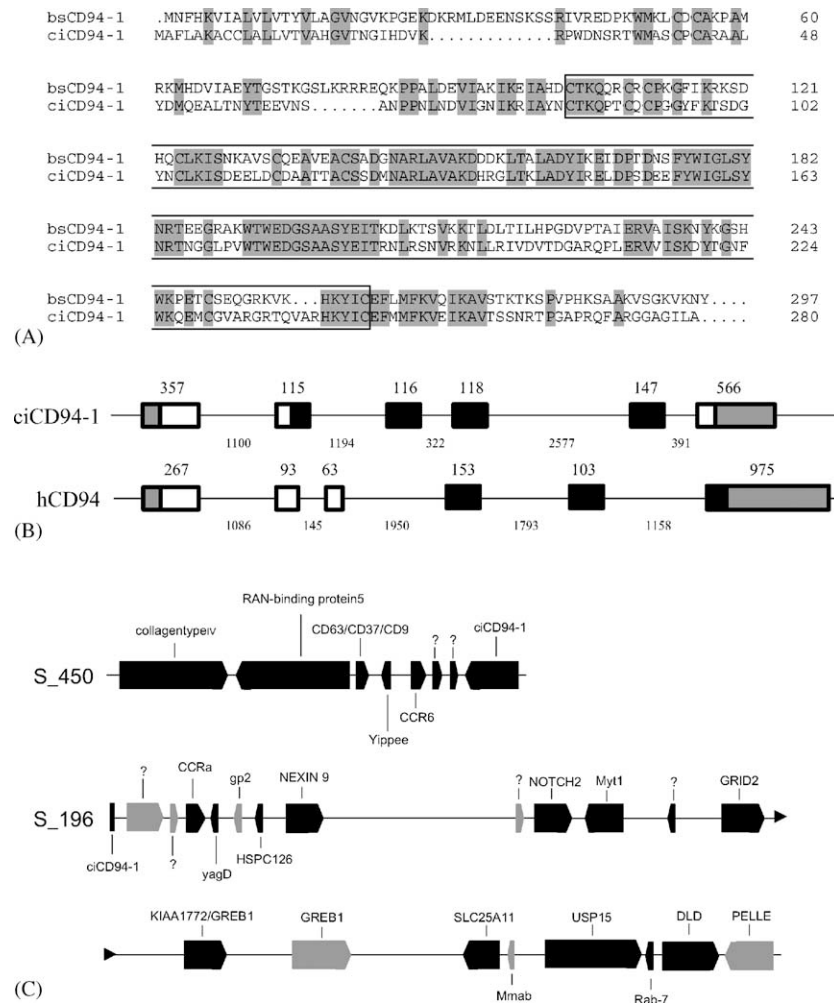 bsCD94-1 .MNFHKVIALVLVTYVLAGVNGVKPGEKDKRMLDEENSKSSRIVREDPKWMKLCDCAKPAM 60
ciCD94-1 MAFLAKACCLALLVTVAHGVTNGIHDVK.............RPWDNSRTWMASCPCARAAL 48
bsCD94-1 RKMHDVIAEYTGSTKGSLKRRREQKPPALDEVIAKIKEIAHDCTKQQRCRCPKGFIKRKSD 121
ciCD94-1 YDMQEALTNYTEEVNS.......ANPPNLNDVIGNIKRIAYNCTKQPTCQCPGGYFKTSDG 102
bsCD94-1 HQCLKISNKAVSCQEAVEACSADGNARLAVAKDDDKLTALADYIKEIDPTDNSFYWIGLSY 182
ciCD94-1 YNCLKISDEELDCDAATTACSSDMNARLAVAKDHRGLTKLADYIRELDPSDEEFYWIGLSY 163
bsCD94-1 NRTEEGRAKWTWEDGSAASYEITKDLKTSVKKTLDLTILHPGDVPTAIERVAISKNYKGSH 243
ciCD94-1 NRTNGGLPVWTWEDGSAASYEITRNLRSNVRKNLLRIVDVTDGARQPLERVVISKDYTGNF 224
bsCD94-1 WKPETCSEQGRKVK...HKYICEFLMFKVQIKAVSTKTKSPVPHKSAAKVSGKVKNY.... 297
ciCD94-1 WKQEMCGVARGRTQVARHKYICEFMMFKVEIKAVTSSNRTPGAPRQFARGGAGILA..... 280
(A)
357 115 116 118 147 566
ciCD94-1
1100 1194 322 2577 391
267 93 63 153 103 975
hCD94
1086 145 1950 1793 1158
(B)
RAN-binding protein5
collagentypeIV CD63/CD37/CD9 ? ? ciCD94-1
S_450
CCR6
Yippee
? CCRa gp2 NEXIN 9 ? NOTCH2 Myt1 ? GRID2
S_196
ciCD94-1 ? yagD HSPC126
KIAA1772/GREB1 GREB1 SLC25A11 USP15 DLD PELLE
Mmab Rab-7
(C)